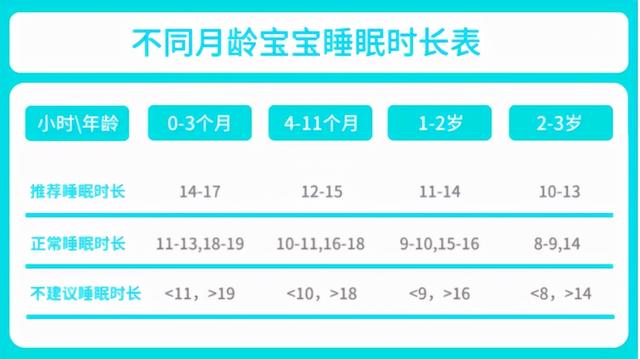 不同月龄宝宝睡眠时长表
小时\年龄 0-3个月 4-11个月 1-2岁 2-3岁
推荐睡眠时长 14-17 12-15 11-14 10-13
正常睡眠时长 11-13,18-19 10-11,16-18 9-10,15-16 8-9,14
不建议睡眠时长 <11，>19 <10，>18 <9，>16 <8，>14